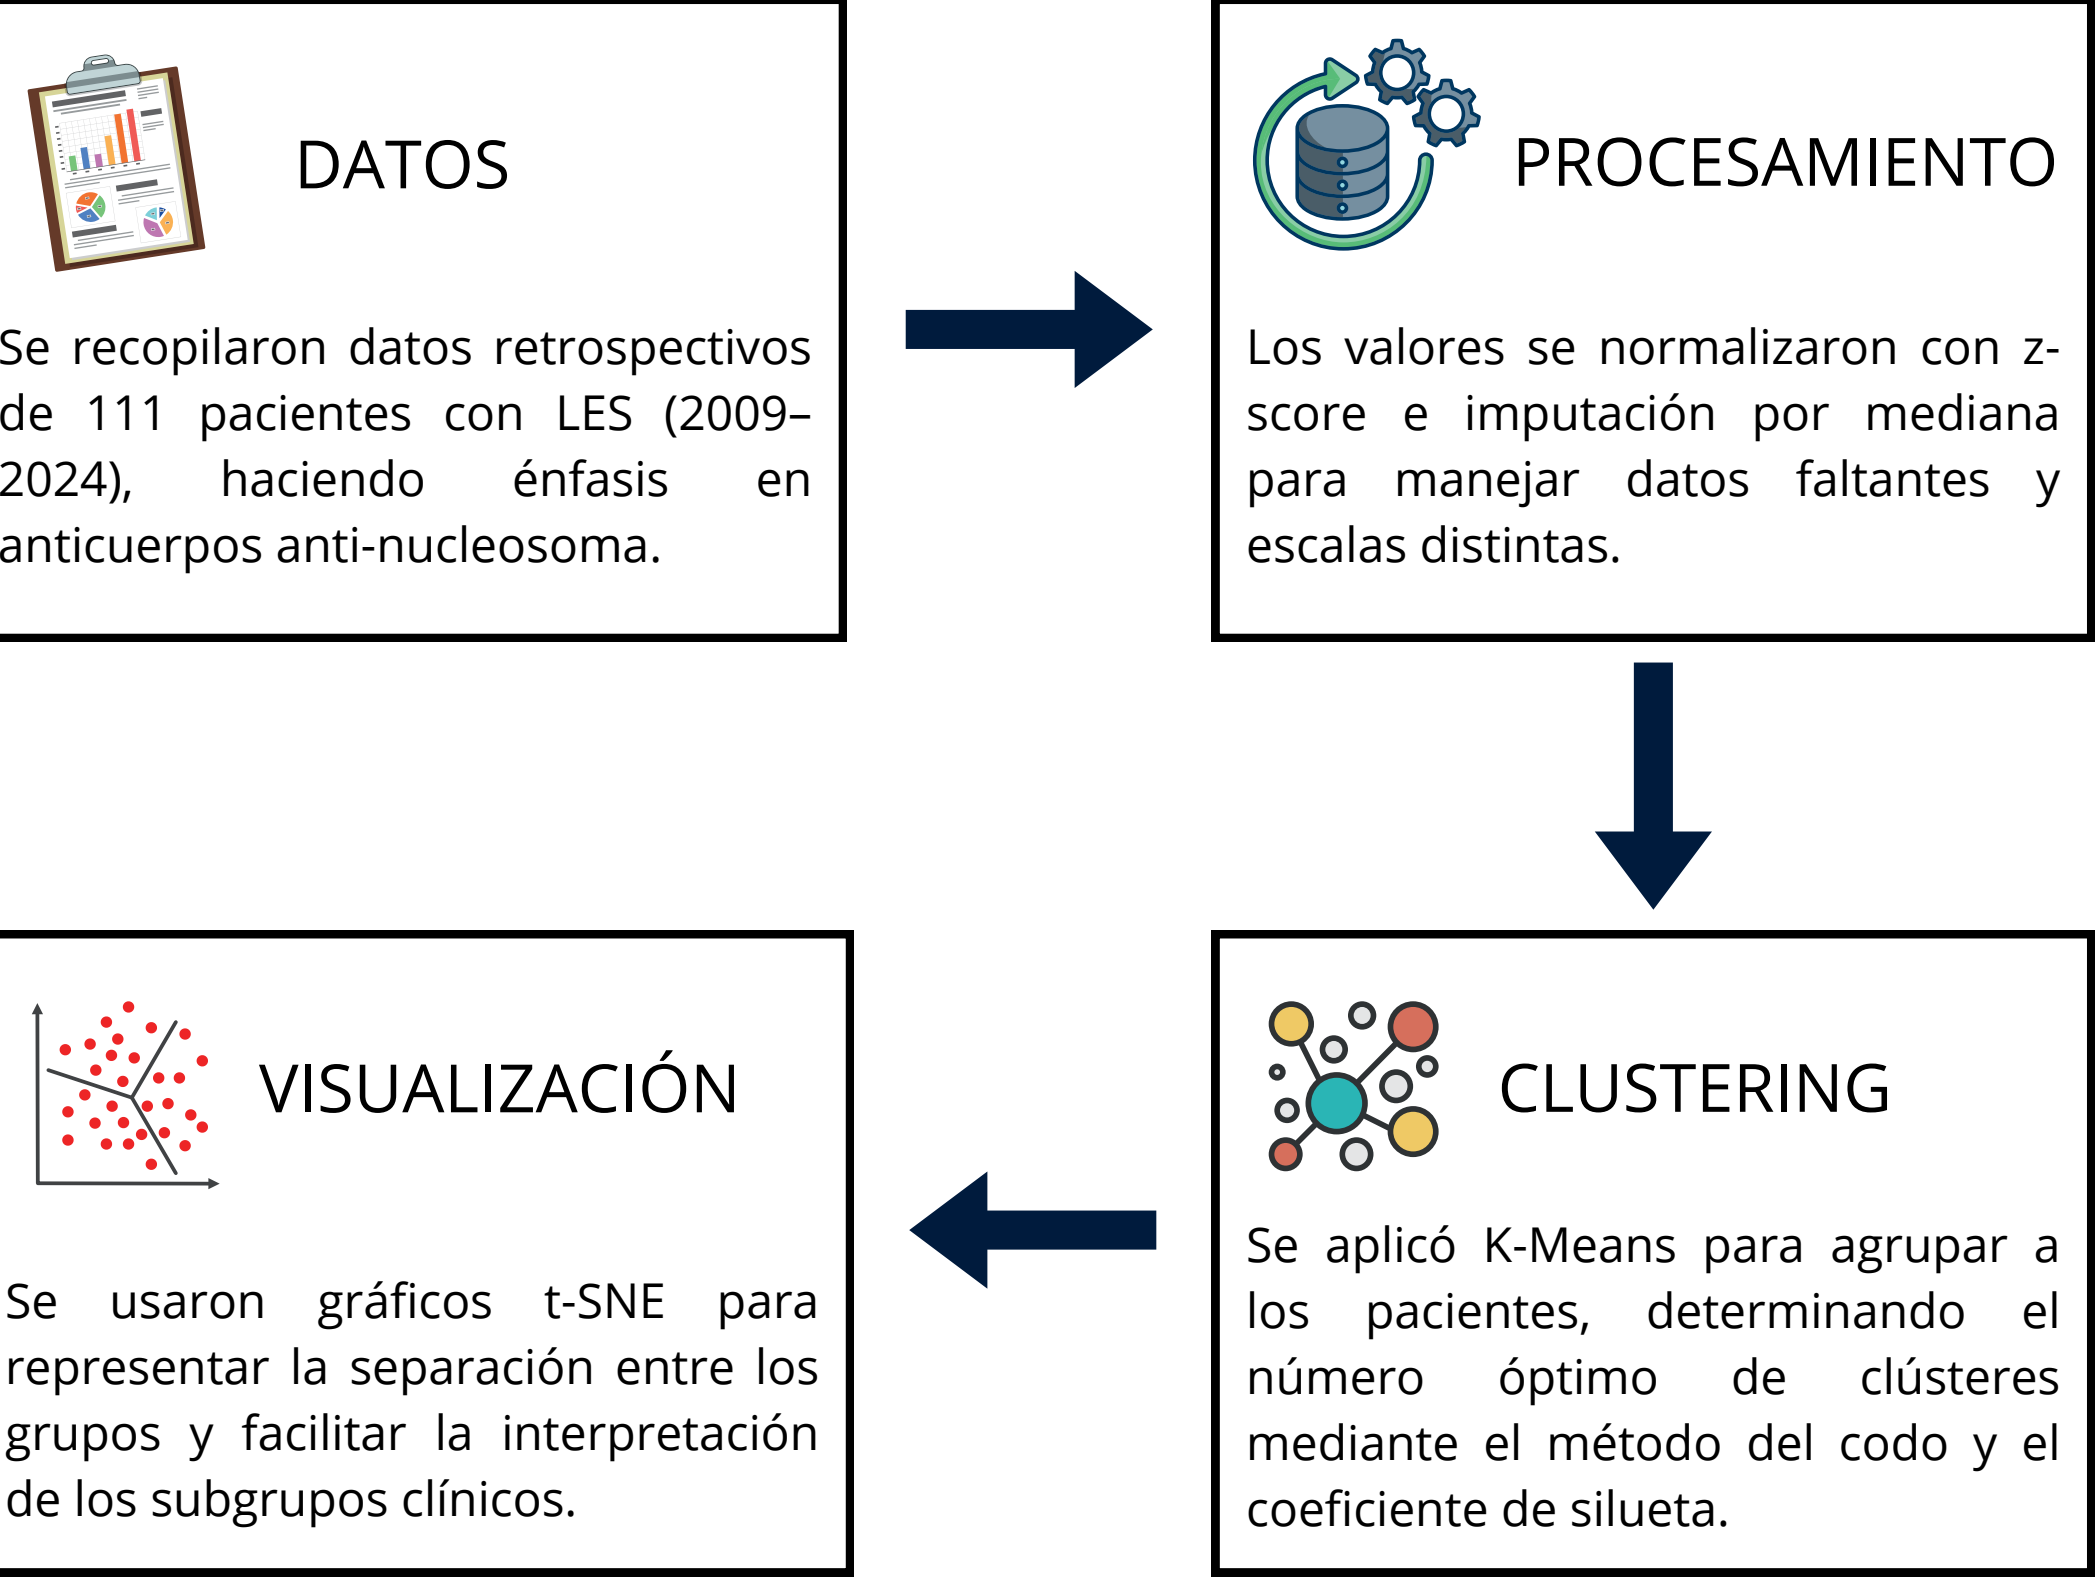 DATOS
Se recopilaron datos retrospectivos
de 111 pacientes con LES (2009–
2024), haciendo énfasis en
anticuerpos anti-nucleosoma.
PROCESAMIENTO
Los valores se normalizaron con z-
score e imputación por mediana
para manejar datos faltantes y
escalas distintas.
CLUSTERING
Se aplicó K-Means para agrupar a
los pacientes, determinando el
número óptimo de clústeres
mediante el método del codo y el
coeficiente de silueta.
VISUALIZACIÓN
Se usaron gráficos t-SNE para
representar la separación entre los
grupos y facilitar la interpretación
de los subgrupos clínicos.